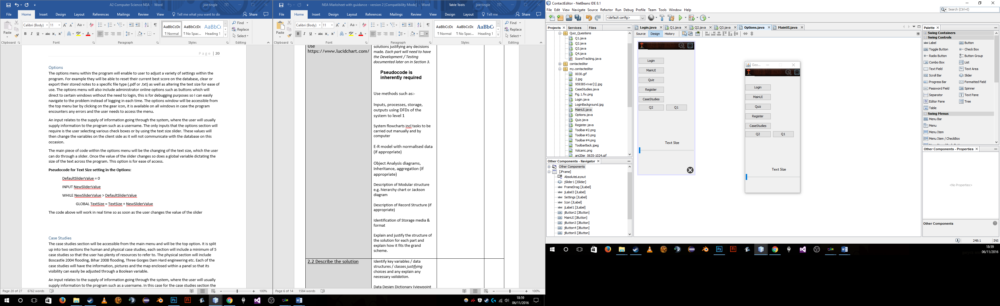 A2 Computer Science NEA - Word
joe tingle
File Home Insert Design Layout References Mailings Review View Tell me what you want to do Share
Paste
Calibri (Body) 11
AaBbCcDc AaBbCcDc AaBbCc
¶ Normal ¶ No Spac... Heading 1
Find
Replace
Select
Clipboard Font Paragraph Styles Editing
Page | 20
Options
The options menu within the program will enable to user to adjust a variety of settings within the
program. For example they will be able to reset their current best score on the database, clear or
export their stored notes to a specific file type (.pdf or .txt) as well as altering the text size for ease of
use. The options menu will also include administrator online options such as buttons which will
direct to certain windows without the need to login, this is for debugging purposes so I can easily
navigate to the problem instead of logging in each time. The options window will be accessible from
the top menu bar by clicking on the gear icon, it is available on all windows in case the program
encounters any errors and the user needs to access the menu.
An input relates to the supply of information going through the system, where the user will usually
supply information to the program such as a username. The only inputs that the options section will
require is the user selecting various check boxes or by using the text size slider. These values will
then change the variables on the client side as it will not communicate with the database on this
occasion.
The main piece of code within the options menu will be the changing of the text size, which the user
can do through a slider. Once the value of the slider changes so does a global variable dictating the
size of the text across the program. This option is for ease of access.
Pseudocode for Text Size setting in the Options:
DefaultSliderValue = 0
INPUT NewSliderValue
WHILE NewSliderValue > DefaultSliderValue
GLOBAL TextSize = TextSize + NewSliderValue
The code above will work in real time so as soon as the user changes the value of the slider
Case Studies
The case studies section will be accessible from the main menu and will be the top option. It is split
up into two sections the human and physical case studies, each section will include a minimum of 5
case studies so that the user has plenty of resources to refer to. The physical section will include
Boscastle 2004 flooding, Bihar 2008 flooding, Three Gorges Dam Hard engineering etc. Each of the
case studies will have the information, pictures and the map enclosed within a panel so that its
visibility can easily be adjusted through a Boolean variable.
An input relates to the supply of information going through the system, where the user will usually
supply information to the program such as a username. In this case for the case studies section the
Page 20 of 27 6762 words 100%
NEA Marksheet with guidance - version 2 [Compatibility Mode] - Word
Table Tools
joe tingle
File Home Insert Design Layout References Mailings Review View Design Layout Tell me Share
Paste
Calibri (Body) 11
AaBbCcDc AaBbCcDc AaBbCc
¶ Normal ¶ No Spac... Heading 1
Find
Replace
Select
Clipboard Font Paragraph Styles Editing
Use
https://www.lucidchart.com/
solutions justifying any decisions
made. Each part will need to have
the Development / Testing
documented later on in Section 3.
Pseudocode is
inherently required
Use methods such as:-
Inputs, processes, storage,
outputs using DFDs of the
system to level 1
System flowcharts incl tasks to be
carried out manually and by
computer
E-R model with normalised data
(if appropriate)
Object Analysis diagrams,
inheritance, aggregation (if
appropriate)
Description of Modular structure
e.g. hierarchy chart or Jackson
diagram
Description of Record Structure (if
appropriate)
Identification of Storage media &
format
Explain and justify the structure of
the solution for each part and
explain how it fits the grand
scheme.
2.2 Describe the solution
Identify key variables / data
structures / classes justifying
choices and any explain any
necessary validation.
Data Design Dictionary (viewpoint
Page 6 of 14 1584 words 100%
18:59
06/11/2016
ContactEditor - NetBeans IDE 8.1
File Edit View Navigate Source Refactor Run Debug Profile Team Tools Window Help
Search (Ctrl+I)
<default config>
Projects Services Files
Quiz_Questions
Q1.java
Q2.java
Q3.java
Q4.java
ScoreTracking.java
contacteditor
my.contacteditor
0030.gif
2.jpg
959385-river[1].jpg
CaseStudies.java
Fig.1.fw.png
Login.java
LoginBackground.jpg
MainUI.java
Options.java
Quiz.java
Register.java
Toolbar#2.png
Toolbar#3.png
Toolbar#4.png
ToolbarBack.jpeg
Volcanic.png
ani20er_0635-1024.gif
Other Components - Navigator
Other Components
[JFrame]
AbsoluteLayout
jSlider1 [JSlider]
FrameDrag [JLabel]
jLabel3 [JLabel]
Settings [JLabel]
Icon [JLabel]
jLabel1 [JLabel]
jButton2 [JButton]
MainUI [JButton]
jButton3 [JButton]
jButton4 [JButton]
jButton5 [JButton]
Login.java Q1.java Q2.java Q3.java Options.java MainUI.java
Source Design History
Login
MainUI
Quiz
Register
CaseStudies
Q2 Q1
Text Size
Geo...
Login
MainUI
Quiz
Register
CaseStudies
Q2 Q1
Text Size
Palette
Swing Containers
Swing Controls
Label Button
Toggle Button Check Box
Radio Button Button Group
Combo Box List
Text Field Text Area
Scroll Bar Slider
Progress Bar Formatted Field
Password Field Spinner
Separator Text Pane
Editor Pane Tree
Table
Swing Menus
Menu Bar
Menu
Menu Item
Menu Item / CheckBox
Other Components - Properties
<No Properties>
Other Components
248:1 INS
18:59
06/11/2016